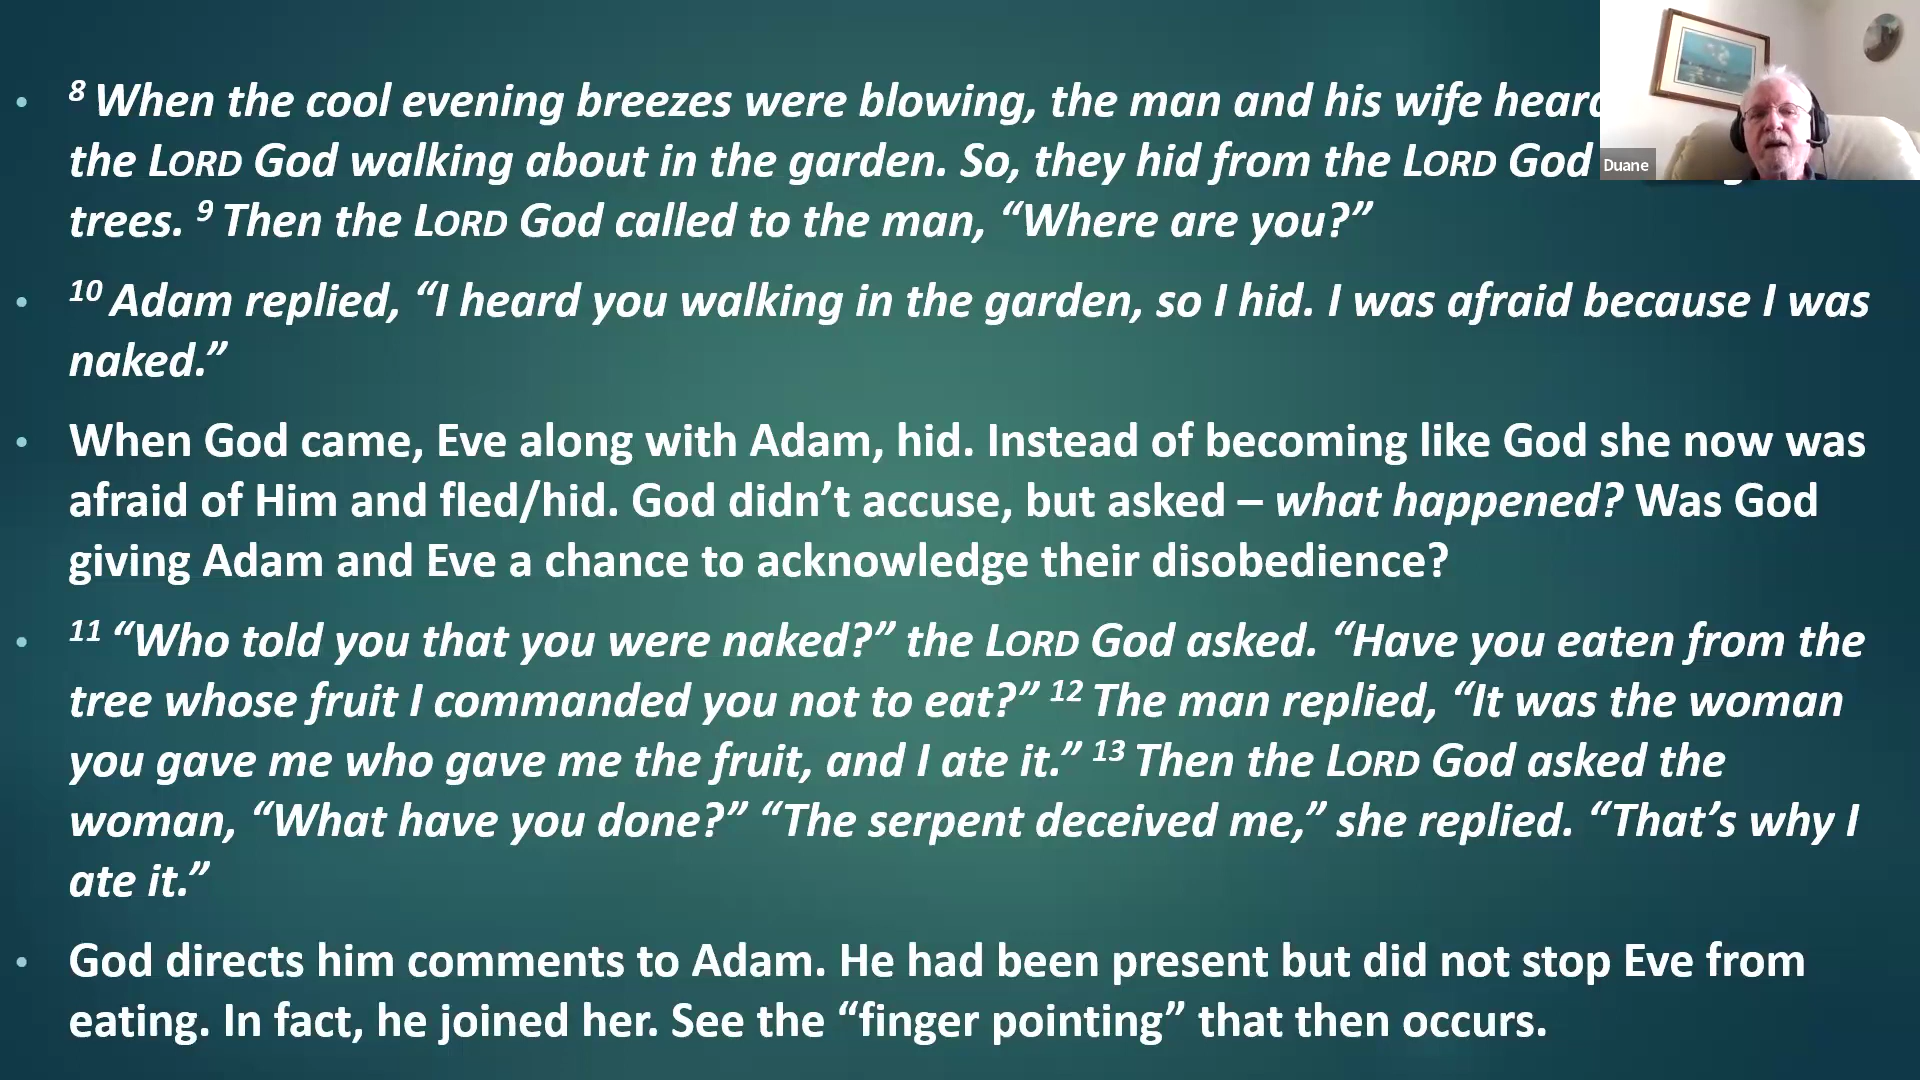 • ⁸ When the cool evening breezes were blowing, the man and his wife heard
the LORD God walking about in the garden. So, they hid from the LORD God
trees. ⁹ Then the LORD God called to the man, “Where are you?”
• ¹⁰ Adam replied, “I heard you walking in the garden, so I hid. I was afraid because I was
naked.”
• When God came, Eve along with Adam, hid. Instead of becoming like God she now was
afraid of Him and fled/hid. God didn’t accuse, but asked – what happened? Was God
giving Adam and Eve a chance to acknowledge their disobedience?
• ¹¹ “Who told you that you were naked?” the LORD God asked. “Have you eaten from the
tree whose fruit I commanded you not to eat?” ¹² The man replied, “It was the woman
you gave me who gave me the fruit, and I ate it.” ¹³ Then the LORD God asked the
woman, “What have you done?” “The serpent deceived me,” she replied. “That’s why I
ate it.”
• God directs him comments to Adam. He had been present but did not stop Eve from
eating. In fact, he joined her. See the “finger pointing” that then occurs.
Duane